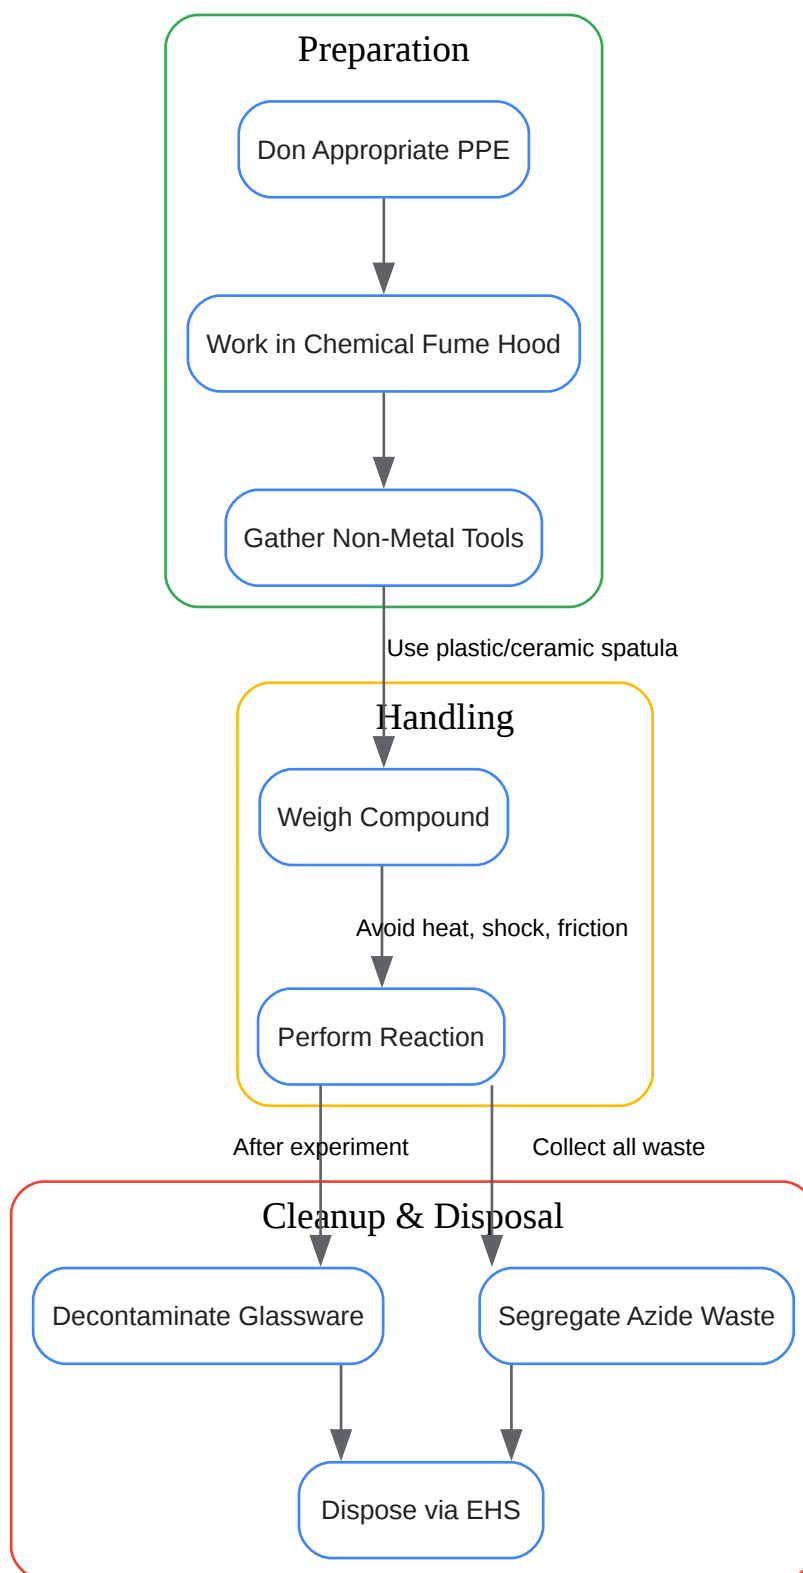 Preparation
Don Appropriate PPE
Work in Chemical Fume Hood
Gather Non-Metal Tools
Use plastic/ceramic spatula
Handling
Weigh Compound
Avoid heat, shock, friction
Perform Reaction
After experiment
Collect all waste
Cleanup & Disposal
Decontaminate Glassware
Segregate Azide Waste
Dispose via EHS